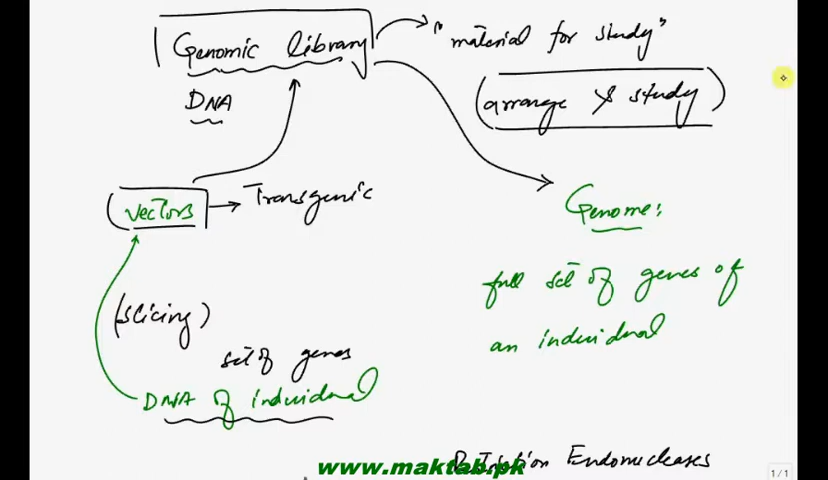 Genomic library
"material for study"
DNA
(arrange & study)
vectors
Transgenic
Genome:
full set of genes of
an individual
(slicing)
set of genes
DNA of individual
Endonucleases
www.maktab.pk
1 / 1